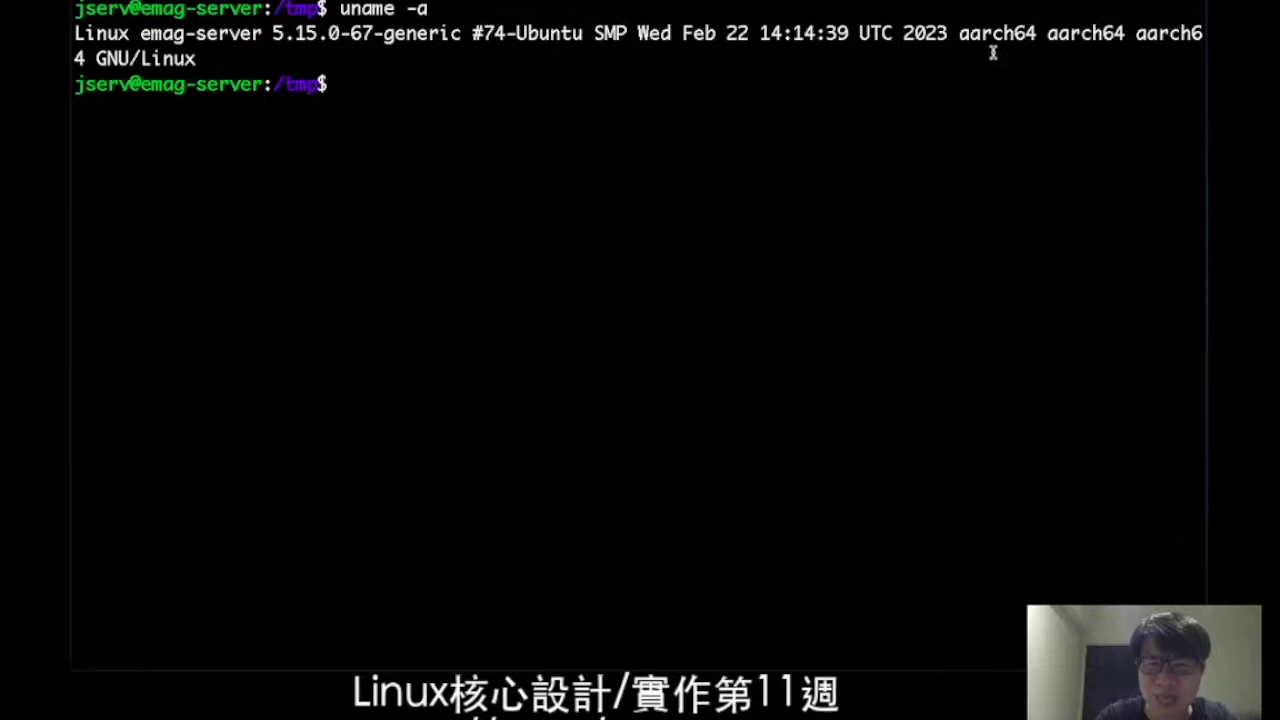 jserv@emag-server:/tmp$ uname -a
Linux emag-server 5.15.0-67-generic #74-Ubuntu SMP Wed Feb 22 14:14:39 UTC 2023 aarch64 aarch64 aarch6
4 GNU/Linux
jserv@emag-server:/tmp$
Linux核心設計/實作第11週